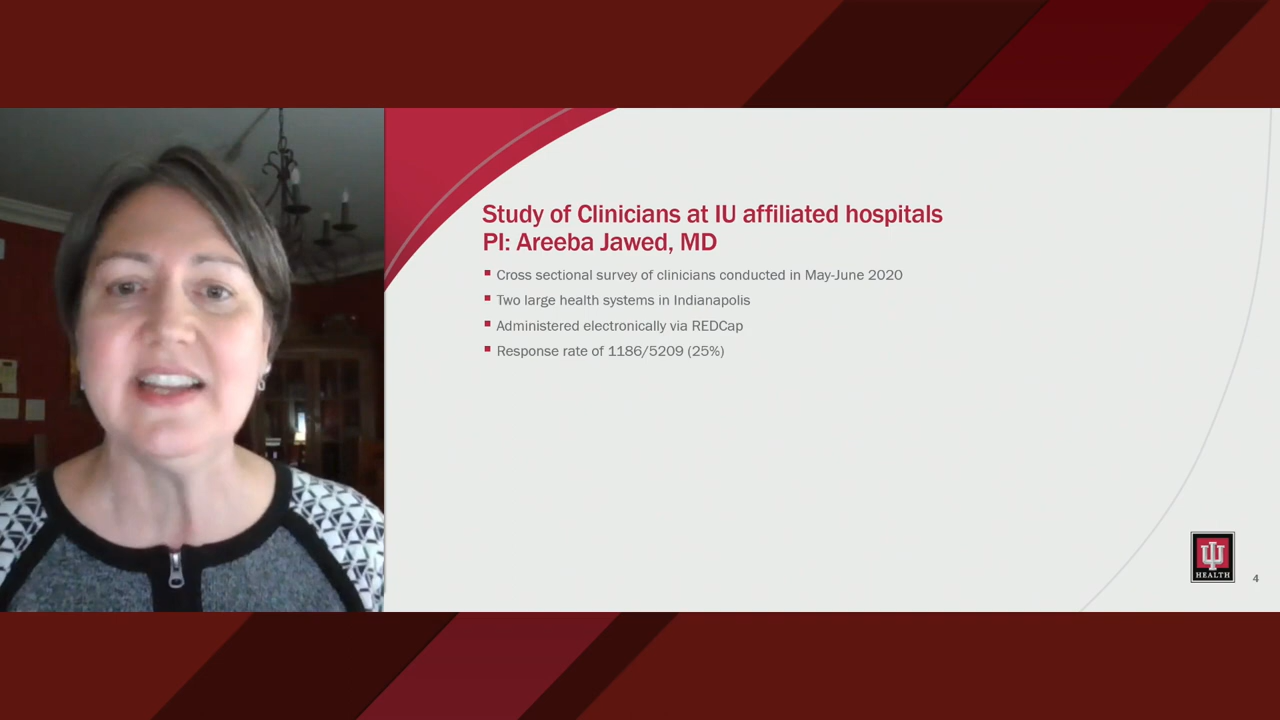 Study of Clinicians at IU affiliated hospitals
PI: Areeba Jawed, MD
Cross sectional survey of clinicians conducted in May-June 2020
Two large health systems in Indianapolis
Administered electronically via REDCap
Response rate of 1186/5209 (25%)
HEALTH
4